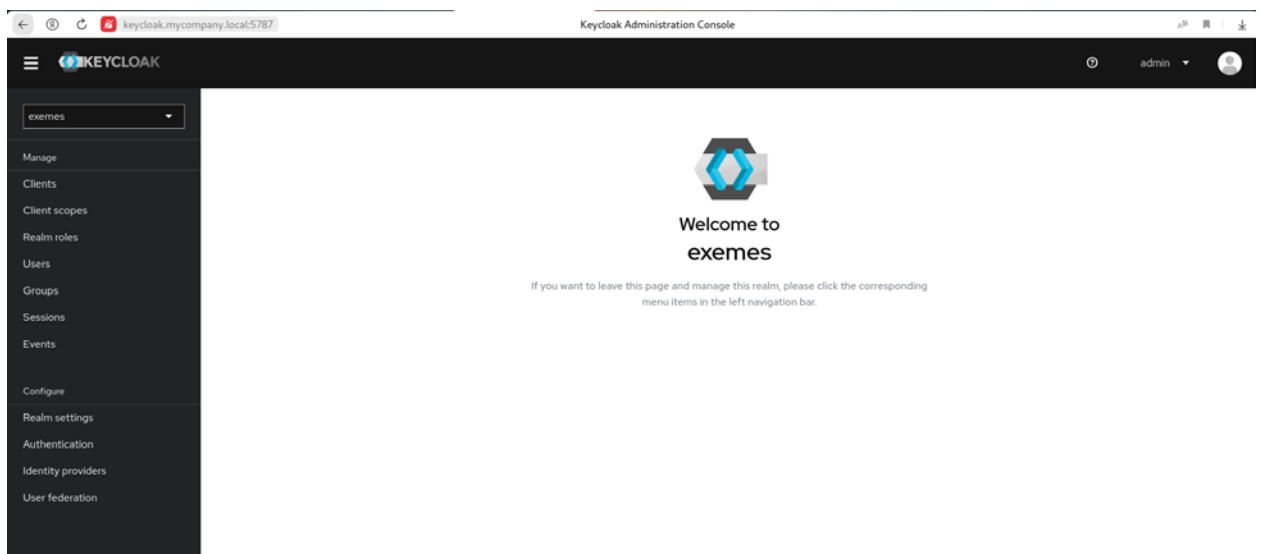 keycloak.mycompany.local:5787
Keycloak Administration Console
KEYCLOAK
admin
exemes
Manage
Clients
Client scopes
Realm roles
Users
Groups
Sessions
Events
Configure
Realm settings
Authentication
Identity providers
User federation
Welcome to
exemes
If you want to leave this page and manage this realm, please click the corresponding
menu items in the left navigation bar.